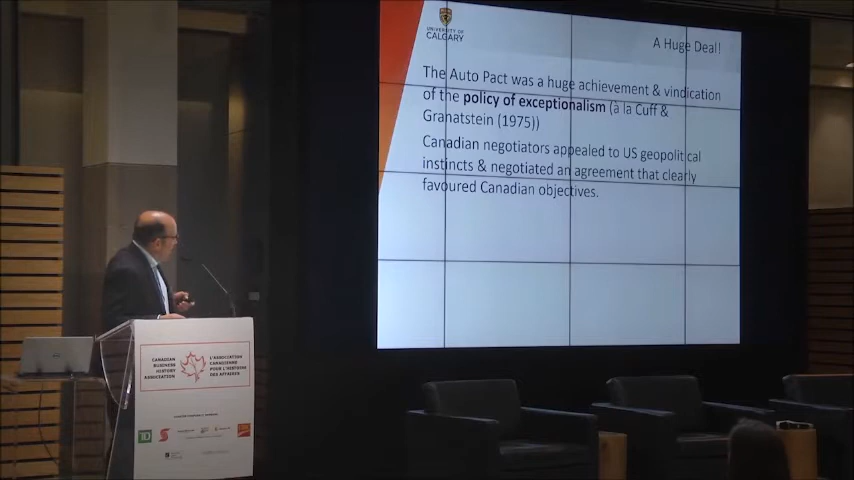 UNIVERSITY OF
CALGARY
A Huge Deal!
The Auto Pact was a huge achievement & vindication
of the policy of exceptionalism (à la Cuff &
Granatstein (1975))
Canadian negotiators appealed to US geopolitical
instincts & negotiated an agreement that clearly
favoured Canadian objectives.
CANADIAN
BUSINESS
HISTORY
ASSOCIATION
L'ASSOCIATION
CANADIENNE
POUR L'HISTOIRE
DES AFFAIRES
TD